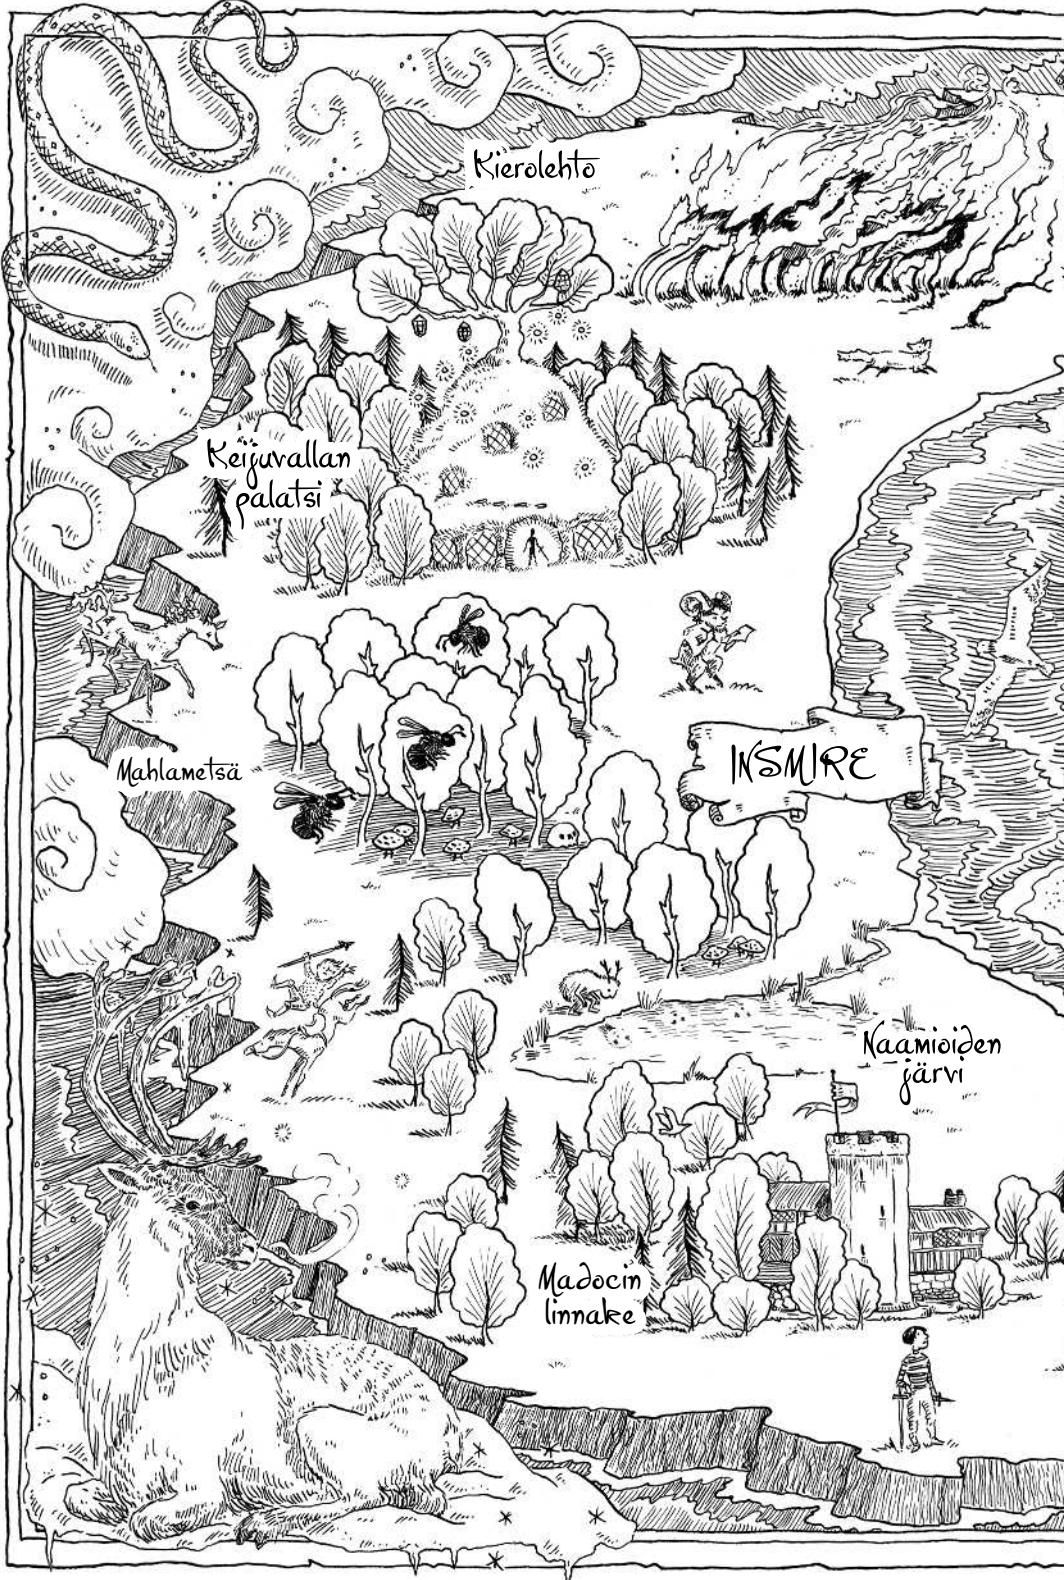 Kierolehto
Keijuvallan
palatsi
Mahlametsä
INSMIRE
Naamioiden
järvi
Madocin
linnake